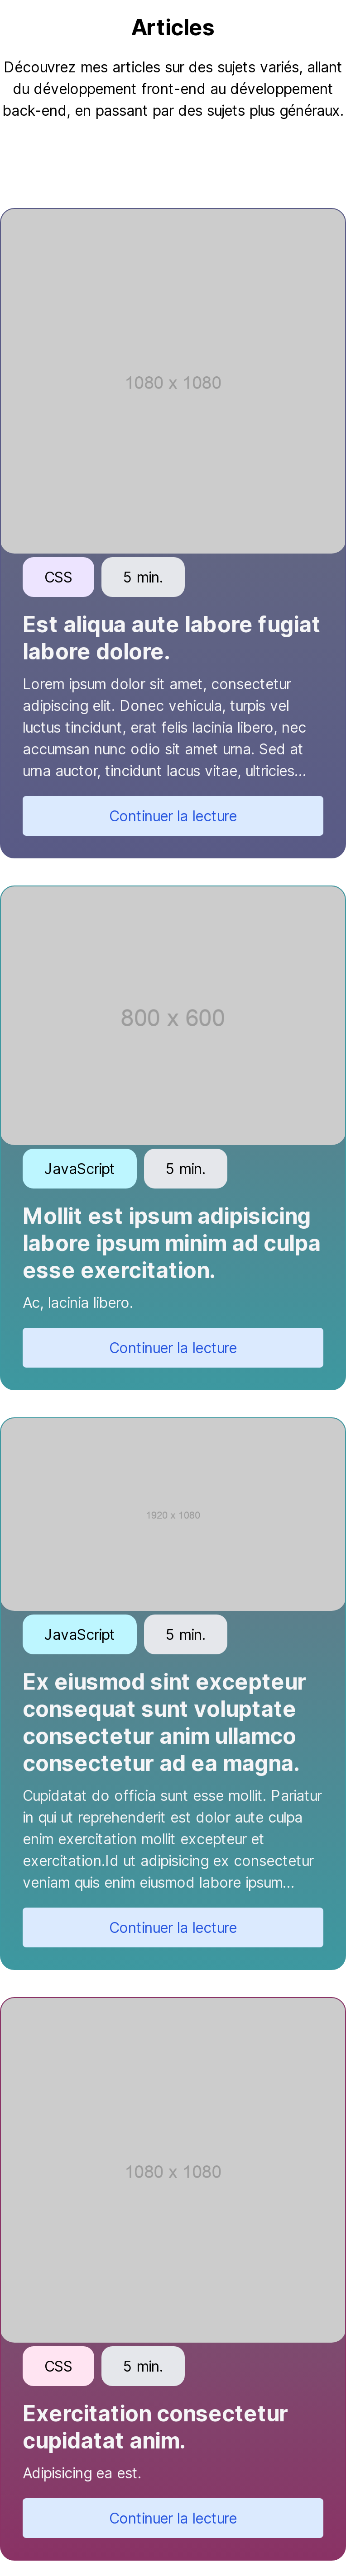 Articles
Découvrez mes articles sur des sujets variés, allant
du développement front-end au développement
back-end, en passant par des sujets plus généraux.
1080 x 1080
CSS 5 min.
Est aliqua aute labore fugiat
labore dolore.
Lorem ipsum dolor sit amet, consectetur
adipiscing elit. Donec vehicula, turpis vel
luctus tincidunt, erat felis lacinia libero, nec
accumsan nunc odio sit amet urna. Sed at
urna auctor, tincidunt lacus vitae, ultricies...
Continuer la lecture
800 x 600
JavaScript 5 min.
Mollit est ipsum adipisicing
labore ipsum minim ad culpa
esse exercitation.
Ac, lacinia libero.
Continuer la lecture
1920 x 1080
JavaScript 5 min.
Ex eiusmod sint excepteur
consequat sunt voluptate
consectetur anim ullamco
consectetur ad ea magna.
Cupidatat do officia sunt esse mollit. Pariatur
in qui ut reprehenderit est dolor aute culpa
enim exercitation mollit excepteur et
exercitation.Id ut adipisicing ex consectetur
veniam quis enim eiusmod labore ipsum...
Continuer la lecture
1080 x 1080
CSS 5 min.
Exercitation consectetur
cupidatat anim.
Adipisicing ea est.
Continuer la lecture